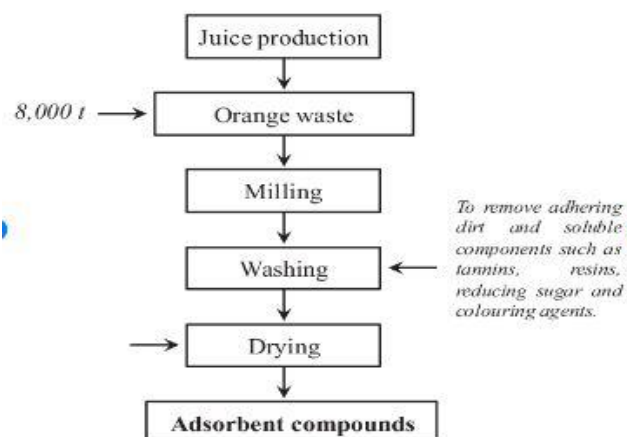 Juice production
8,000 t
Orange waste
Milling
To remove adhering
dirt and soluble
components such as
tannins, resins,
reducing sugar and
colouring agents.
Washing
Drying
Adsorbent compounds